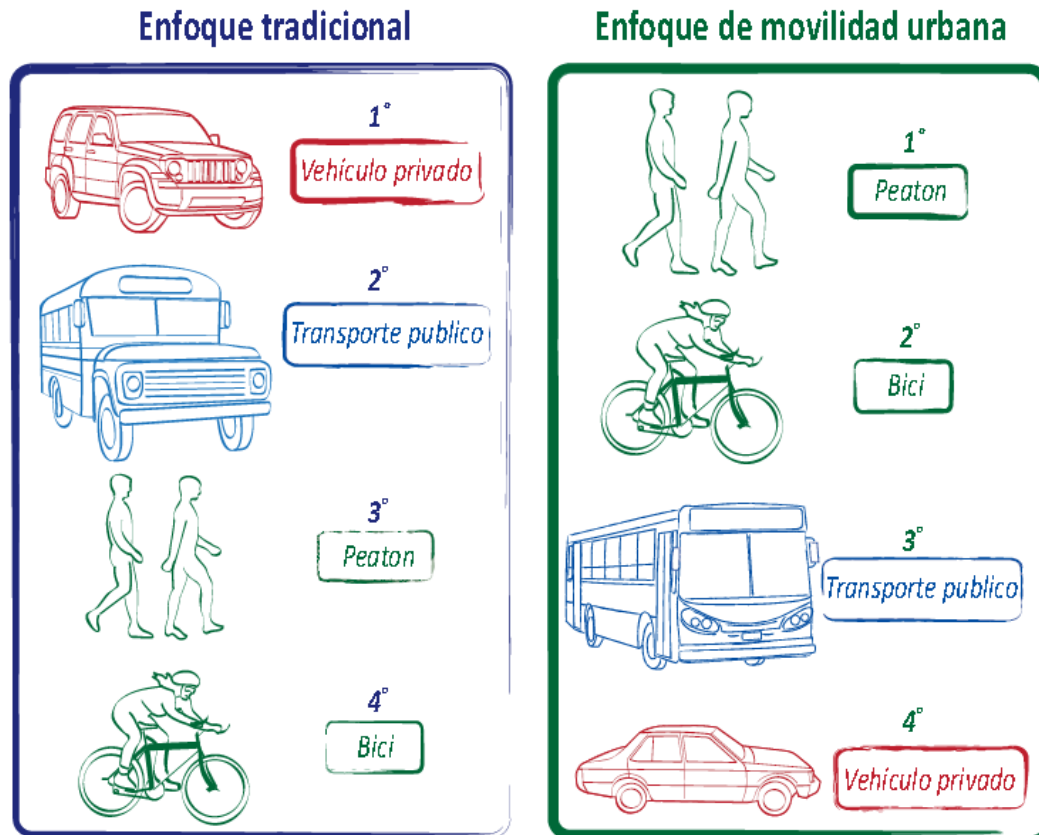 Enfoque tradicional
1°
Vehículo privado
2°
Transporte publico
3°
Peaton
4°
Bici
Enfoque de movilidad urbana
1°
Peaton
2°
Bici
3°
Transporte publico
4°
Vehículo privado